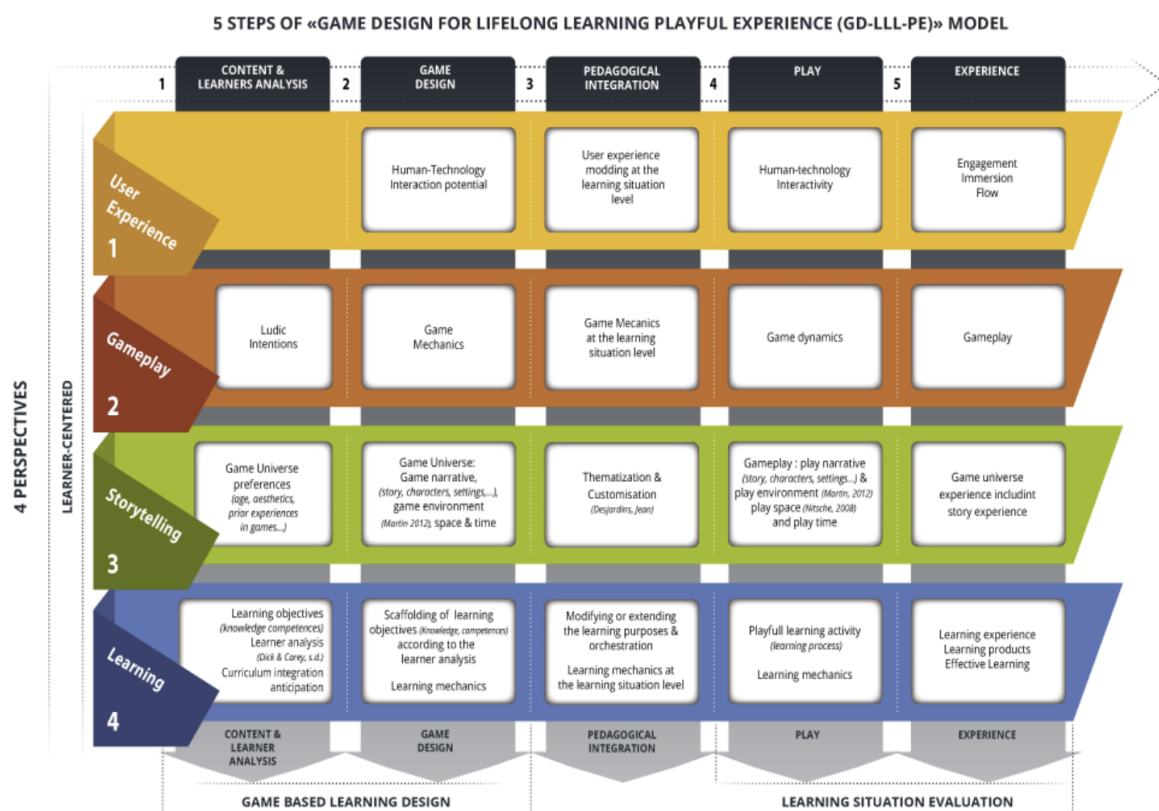 5 STEPS OF «GAME DESIGN FOR LIFELONG LEARNING PLAYFUL EXPERIENCE (GD-LLL-PE)» MODEL
1
CONTENT &
LEARNERS ANALYSIS
2
GAME
DESIGN
3
PEDAGOGICAL
INTEGRATION
4
PLAY
5
EXPERIENCE
4 PERSPECTIVES
LEARNER-CENTERED
User
Experience
1
Human-Technology
Interaction potential
User experience
modding at the
learning situation
level
Human-technology
Interactivity
Engagement
Immersion
Flow
Gameplay
2
Ludic
Intentions
Game
Mechanics
Game Mecanics
at the learning
situation level
Game dynamics
Gameplay
Storytelling
3
Game Universe
preferences
(age, aesthetics,
prior experiences
in games...)
Game Universe:
Game narrative,
(story, characters, settings,...),
game environment
(Martin 2012), space & time
Thematization &
Customisation
(Desjardins, Jean)
Gameplay : play narrative
(story, characters, settings...) &
play environment (Martin, 2012)
play space (Nitsche, 2008)
and play time
Game universe
experience includint
story experience
Learning
4
Learning objectives
(knowledge competences)
Learner analysis
(Dick & Carey, s.d.)
Curriculum integration
anticipation
Scaffolding of learning
objectives (Knowledge, competences)
according to the
learner analysis
Learning mechanics
Modifying or extending
the learning purposes &
orchestration
Learning mechanics at
the learning situation level
Playfull learning activity
(learning process)
Learning mechanics
Learning experience
Learning products
Effective Learning
CONTENT &
LEARNER
ANALYSIS
GAME
DESIGN
PEDAGOGICAL
INTEGRATION
PLAY
EXPERIENCE
GAME BASED LEARNING DESIGN
LEARNING SITUATION EVALUATION